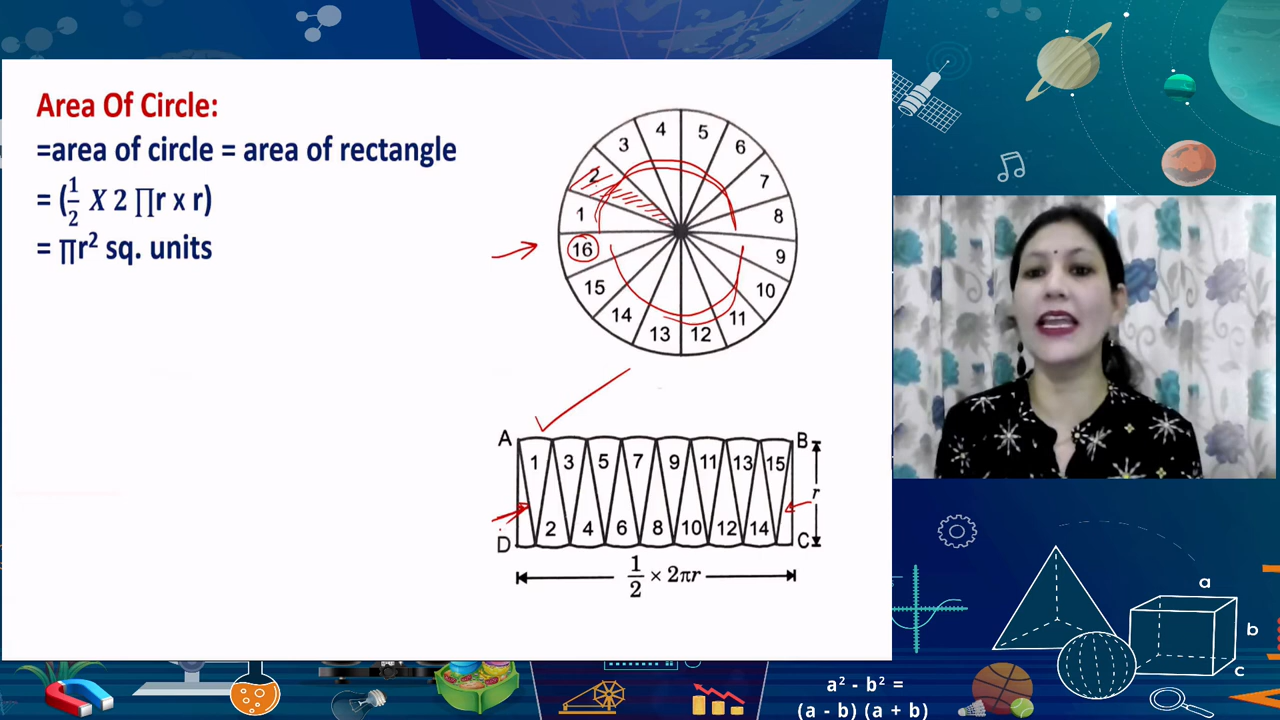 Area Of Circle:
=area of circle = area of rectangle
= (1/2 X 2 ∏r x r)
= ∏r² sq. units
4 5
3 6
2 7
1 8
16 9
15 10
14 11
13 12
A B
1 3 5 7 9 11 13 15
r
2 4 6 8 10 12 14
D C
1/2 × 2πr
a
b
c
a² - b² =
(a - b) (a + b)